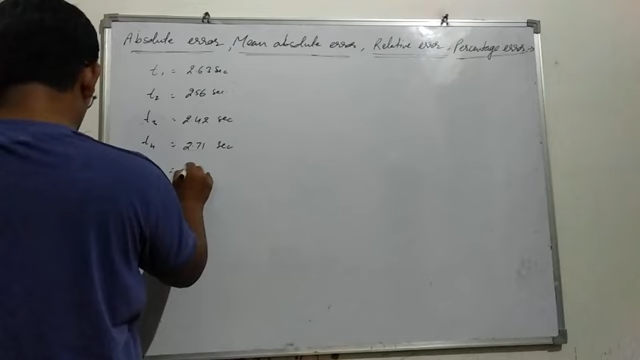 Absolute error, Mean absolute error, Relative error, Percentage error
t₁ = 2.63 sec
t₂ = 2.56 sec
t₃ = 2.42 sec
t₄ = 2.71 sec
=